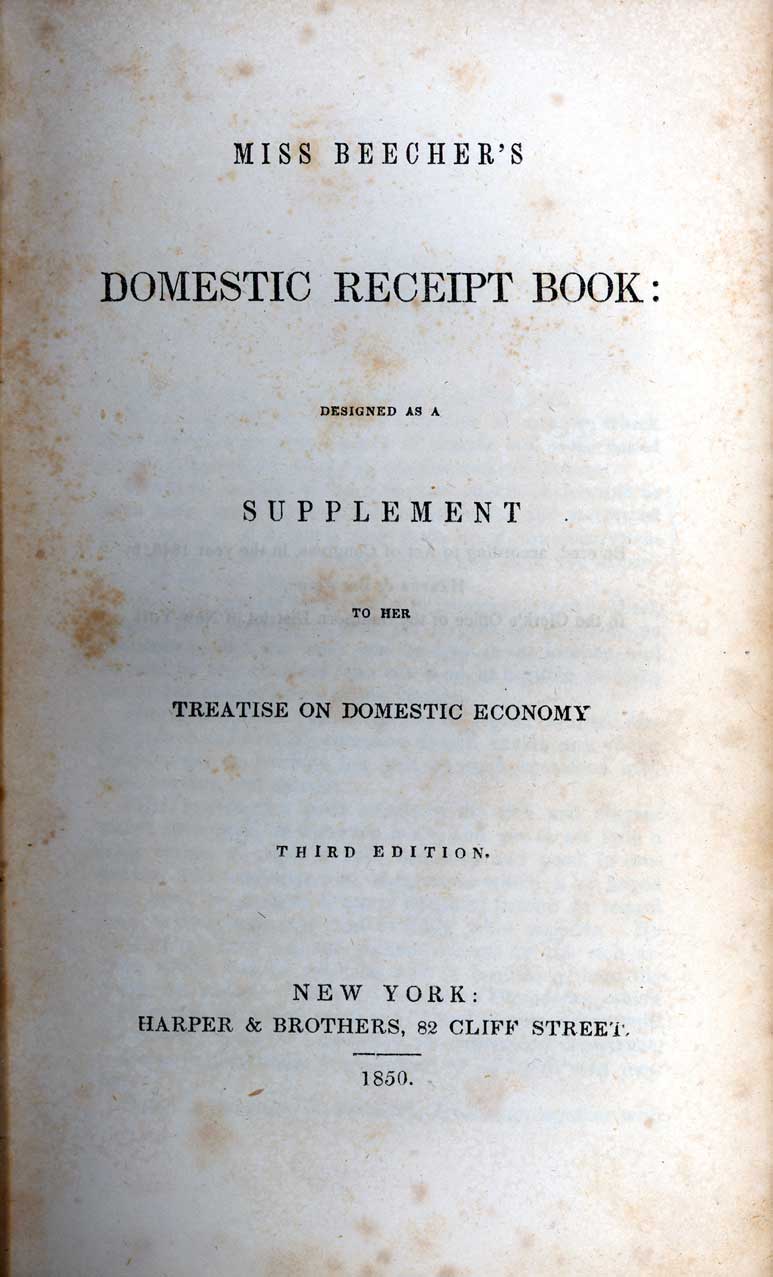 MISS BEECHER'S
DOMESTIC RECEIPT BOOK:
DESIGNED AS A
SUPPLEMENT
TO HER
TREATISE ON DOMESTIC ECONOMY
THIRD EDITION.
NEW YORK:
HARPER & BROTHERS, 82 CLIFF STREET.
1850.